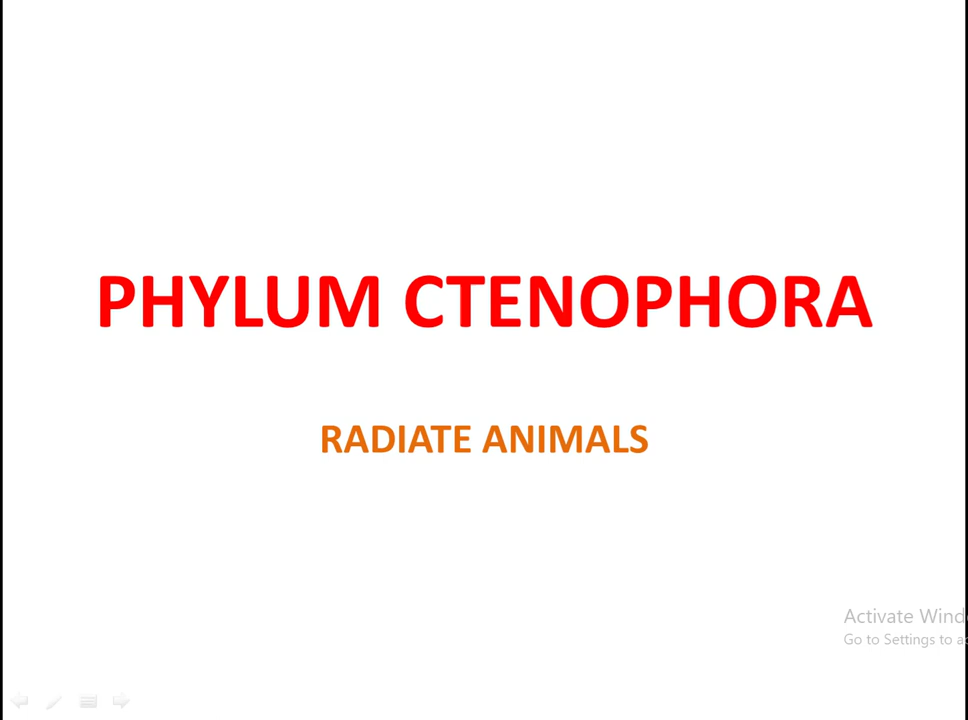 PHYLUM CTENOPHORA
RADIATE ANIMALS
Activate Wind
Go to Settings to a